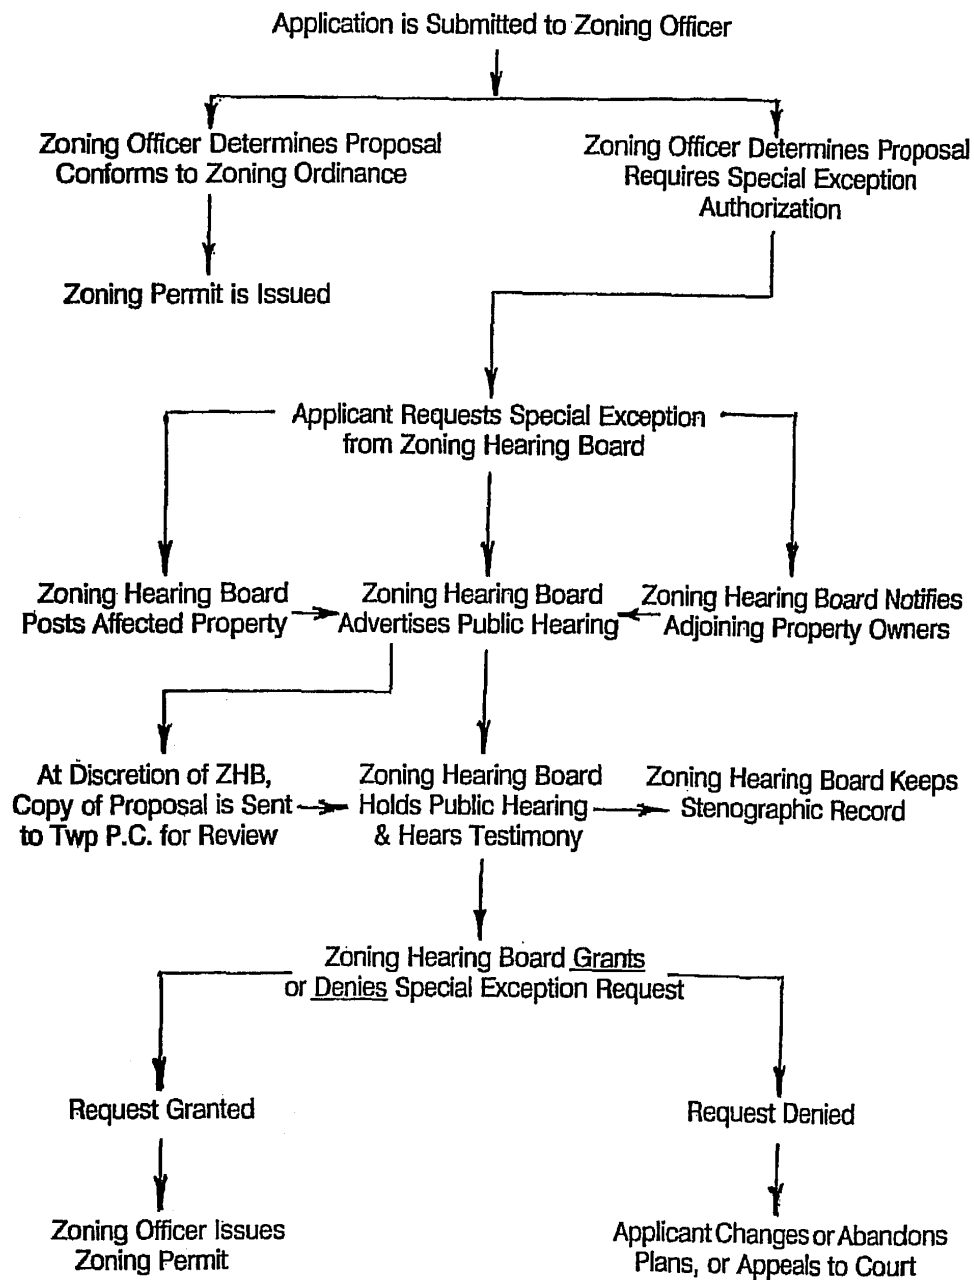 Application is Submitted to Zoning Officer
Zoning Officer Determines Proposal
Conforms to Zoning Ordinance
Zoning Officer Determines Proposal
Requires Special Exception
Authorization
Zoning Permit is Issued
Applicant Requests Special Exception
from Zoning Hearing Board
Zoning Hearing Board
Posts Affected Property
Zoning Hearing Board
Advertises Public Hearing
Zoning Hearing Board Notifies
Adjoining Property Owners
At Discretion of ZHB,
Copy of Proposal is Sent
to Twp P.C. for Review
Zoning Hearing Board
Holds Public Hearing
& Hears Testimony
Zoning Hearing Board Keeps
Stenographic Record
Zoning Hearing Board Grants
or Denies Special Exception Request
Request Granted
Request Denied
Zoning Officer Issues
Zoning Permit
Applicant Changes or Abandons
Plans, or Appeals to Court